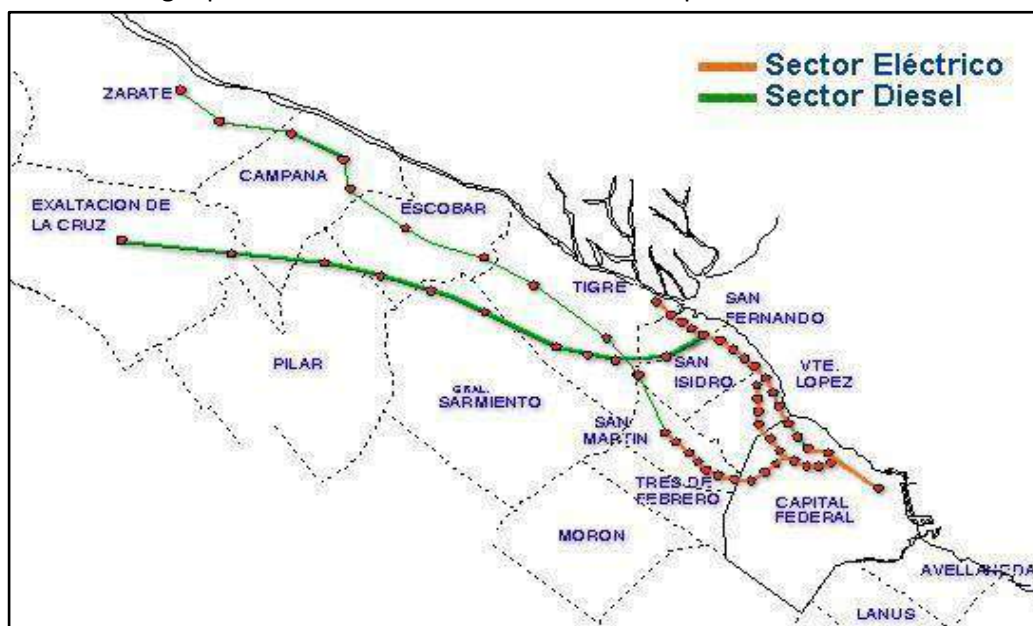 Sector Eléctrico
Sector Diesel
ZARATE
CAMPANA
EXALTACION DE
LA CRUZ
ESCOBAR
TIGRE
SAN
FERNANDO
PILAR
SAN
ISIDRO
VTE.
LOPEZ
GRAL.
SARMIENTO
SAN
MARTIN
TRES DE
FEBRERO
CAPITAL
FEDERAL
MORON
AVELLANEDA
LANUS